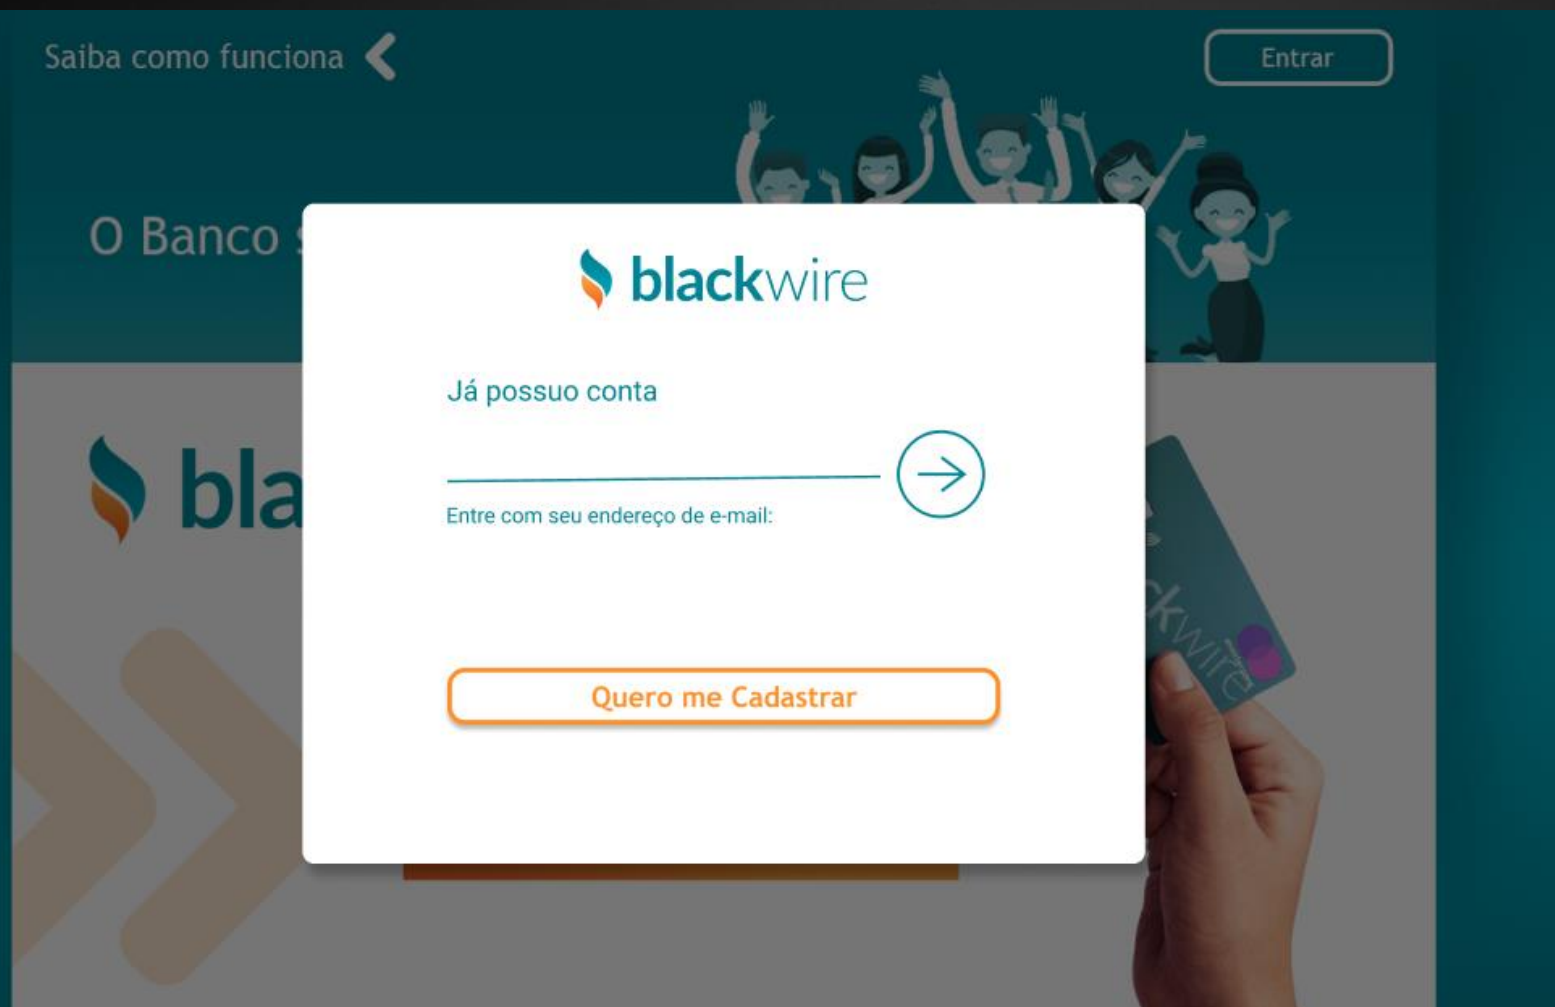 Saiba como funciona
Entrar
O Banco
blackwire
Já possuo conta
Entre com seu endereço de e-mail:
Quero me Cadastrar
bla
ckwire